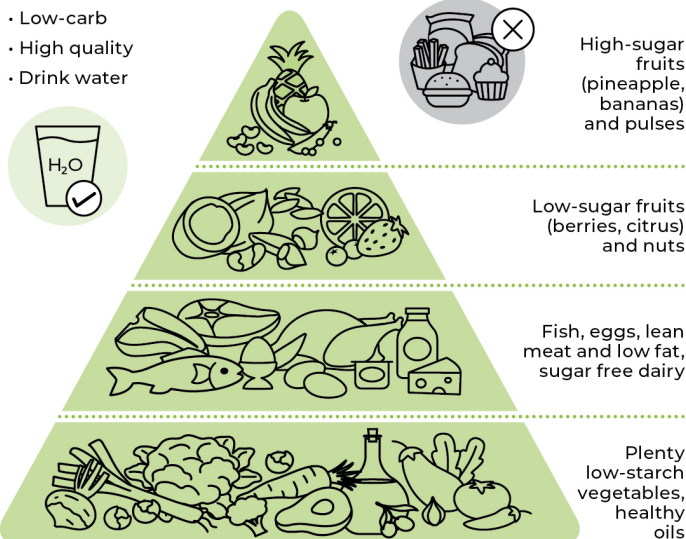 • Low-carb
• High quality
• Drink water
H₂O
High-sugar
fruits
(pineapple,
bananas)
and pulses
Low-sugar fruits
(berries, citrus)
and nuts
Fish, eggs, lean
meat and low fat,
sugar free dairy
Plenty
low-starch
vegetables,
healthy
oils